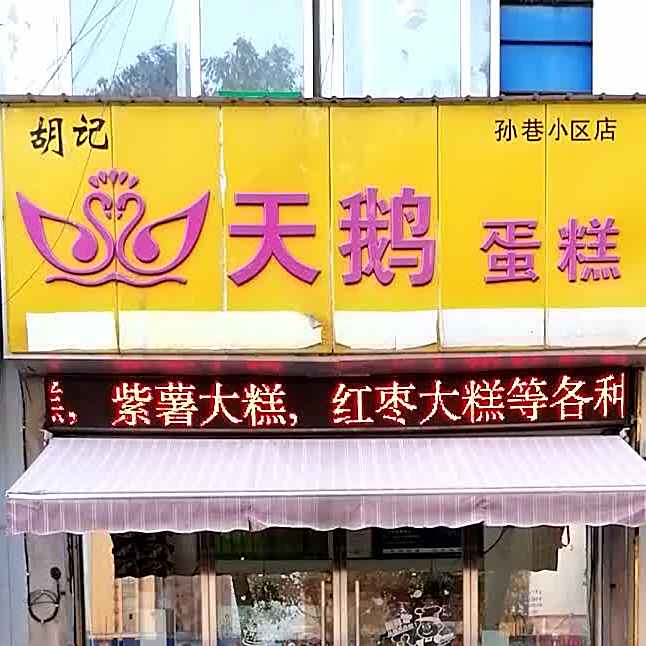 胡记
孙巷小区店
天鹅 蛋糕
，紫薯大糕，红枣大糕等各种